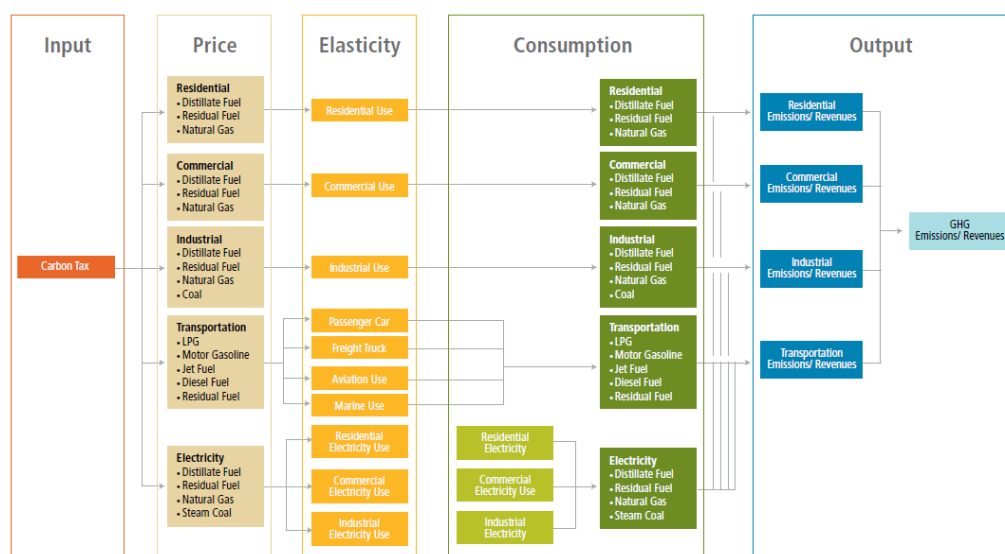 Input
Price
Elasticity
Consumption
Output
Carbon Tax
Residential
• Distillate Fuel
• Residual Fuel
• Natural Gas
Commercial
• Distillate Fuel
• Residual Fuel
• Natural Gas
Industrial
• Distillate Fuel
• Residual Fuel
• Natural Gas
• Coal
Transportation
• LPG
• Motor Gasoline
• Jet Fuel
• Diesel Fuel
• Residual Fuel
Electricity
• Distillate Fuel
• Residual Fuel
• Natural Gas
• Steam Coal
Residential Use
Commercial Use
Industrial Use
Passenger Car
Freight Truck
Aviation Use
Marine Use
Residential
Electricity Use
Commercial
Electricity Use
Industrial
Electricity Use
Residential
Electricity
Commercial
Electricity Use
Industrial
Electricity
Residential
• Distillate Fuel
• Residual Fuel
• Natural Gas
Commercial
• Distillate Fuel
• Residual Fuel
• Natural Gas
Industrial
• Distillate Fuel
• Residual Fuel
• Natural Gas
• Coal
Transportation
• LPG
• Motor Gasoline
• Jet Fuel
• Diesel Fuel
• Residual Fuel
Electricity
• Distillate Fuel
• Residual Fuel
• Natural Gas
• Steam Coal
Residential
Emissions/ Revenues
Commercial
Emissions/ Revenues
Industrial
Emissions/ Revenues
Transportation
Emissions/ Revenues
GHG
Emissions/ Revenues